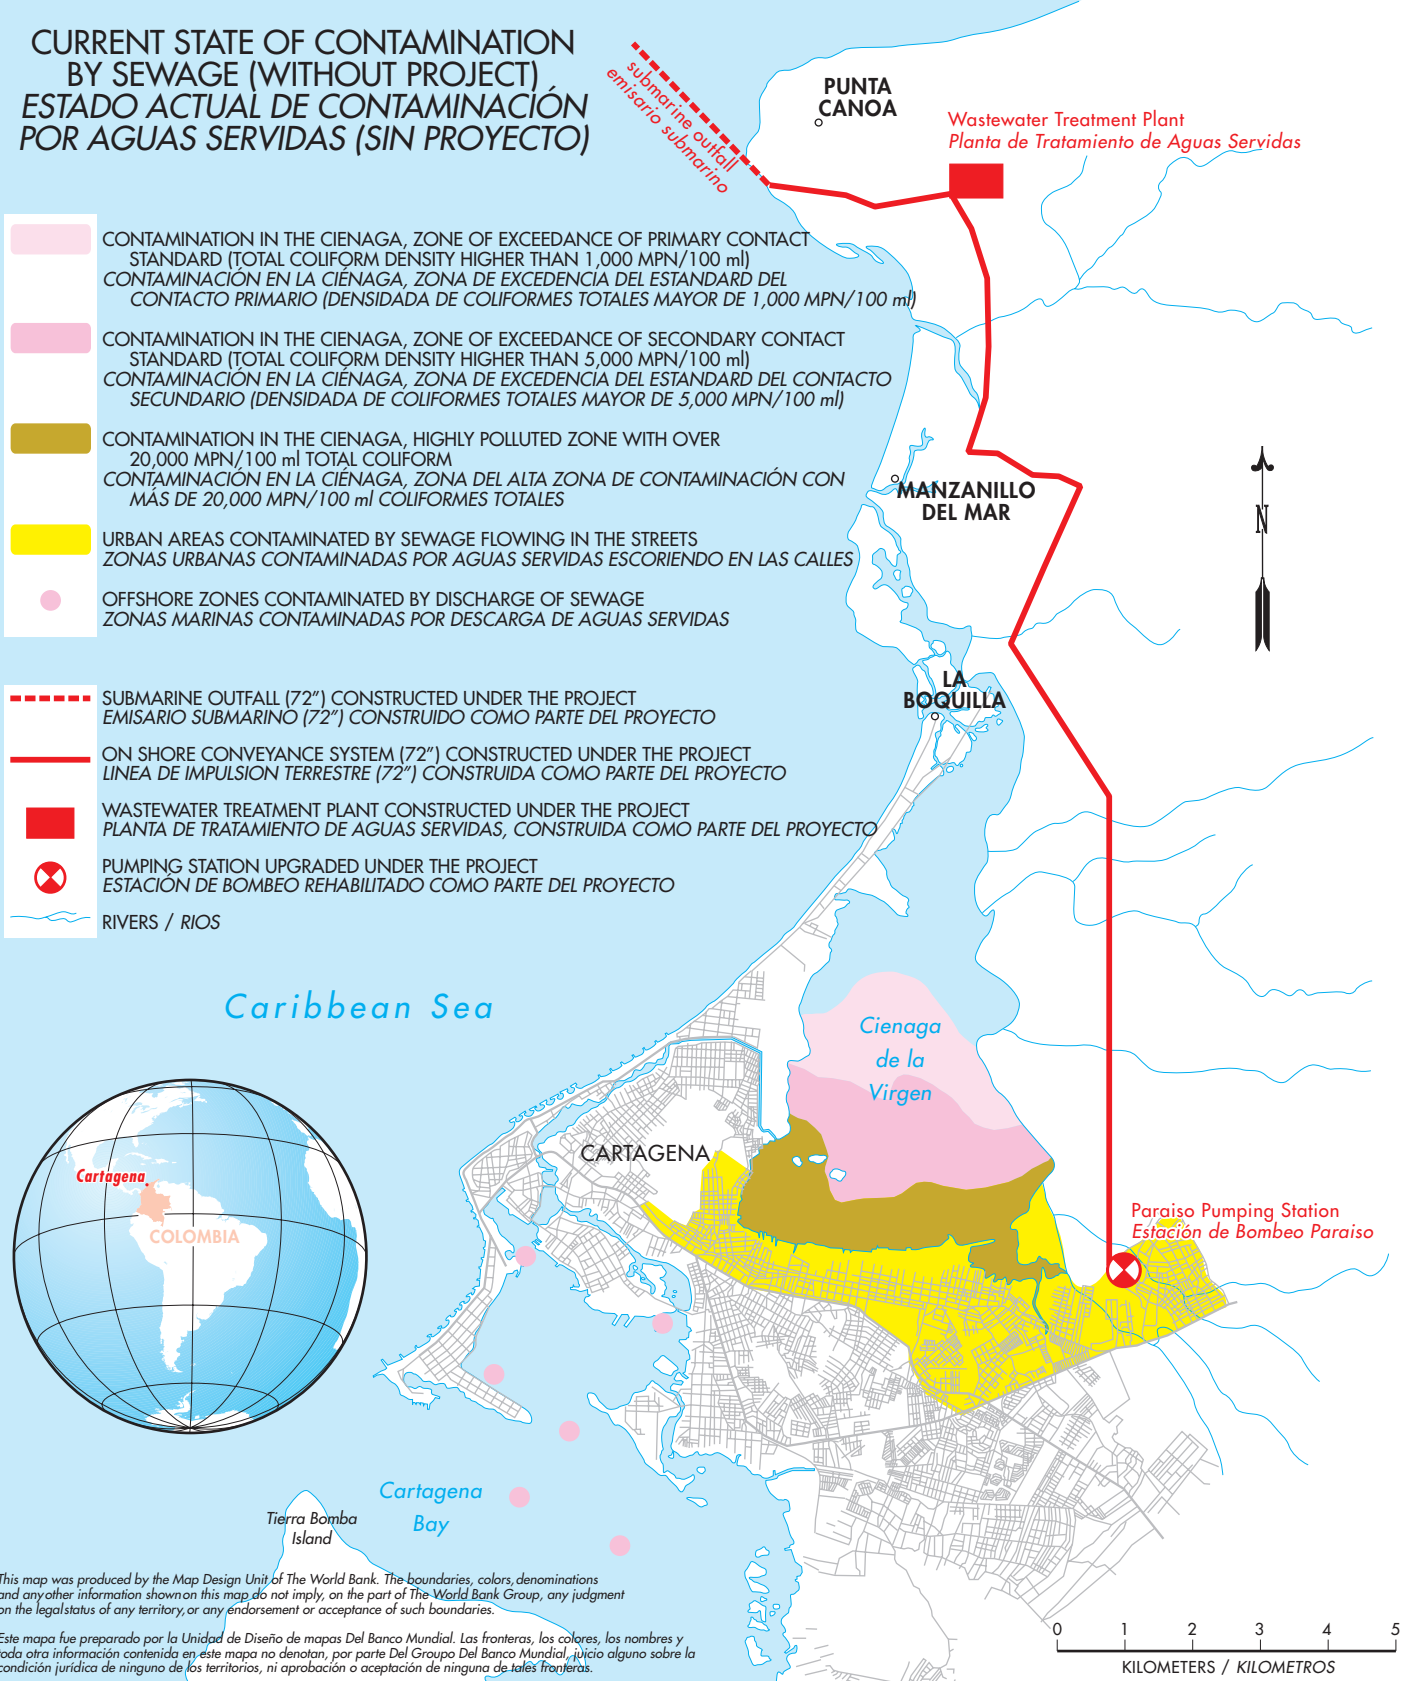 CURRENT STATE OF CONTAMINATION
BY SEWAGE (WITHOUT PROJECT)
ESTADO ACTUAL DE CONTAMINACIÓN
POR AGUAS SERVIDAS (SIN PROYECTO)
submarine outfall
emisario submarino
PUNTA
CANOA
Wastewater Treatment Plant
Planta de Tratamiento de Aguas Servidas
CONTAMINATION IN THE CIENAGA, ZONE OF EXCEEDANCE OF PRIMARY CONTACT
STANDARD (TOTAL COLIFORM DENSITY HIGHER THAN 1,000 MPN/100 ml)
CONTAMINACIÓN EN LA CIÉNAGA, ZONA DE EXCEDENCIA DEL ESTANDARD DEL
CONTACTO PRIMARIO (DENSIDADA DE COLIFORMES TOTALES MAYOR DE 1,000 MPN/100 ml)
CONTAMINATION IN THE CIENAGA, ZONE OF EXCEEDANCE OF SECONDARY CONTACT
STANDARD (TOTAL COLIFORM DENSITY HIGHER THAN 5,000 MPN/100 ml)
CONTAMINACIÓN EN LA CIÉNAGA, ZONA DE EXCEDENCIA DEL ESTANDARD DEL CONTACTO
SECUNDARIO (DENSIDADA DE COLIFORMES TOTALES MAYOR DE 5,000 MPN/100 ml)
CONTAMINATION IN THE CIENAGA, HIGHLY POLLUTED ZONE WITH OVER
20,000 MPN/100 ml TOTAL COLIFORM
CONTAMINACIÓN EN LA CIÉNAGA, ZONA DEL ALTA ZONA DE CONTAMINACIÓN CON
MÁS DE 20,000 MPN/100 ml COLIFORMES TOTALES
URBAN AREAS CONTAMINATED BY SEWAGE FLOWING IN THE STREETS
ZONAS URBANAS CONTAMINADAS POR AGUAS SERVIDAS ESCORIENDO EN LAS CALLES
OFFSHORE ZONES CONTAMINATED BY DISCHARGE OF SEWAGE
ZONAS MARINAS CONTAMINADAS POR DESCARGA DE AGUAS SERVIDAS
SUBMARINE OUTFALL (72") CONSTRUCTED UNDER THE PROJECT
EMISARIO SUBMARINO (72") CONSTRUIDO COMO PARTE DEL PROYECTO
ON SHORE CONVEYANCE SYSTEM (72") CONSTRUCTED UNDER THE PROJECT
LINEA DE IMPULSION TERRESTRE (72") CONSTRUIDA COMO PARTE DEL PROYECTO
WASTEWATER TREATMENT PLANT CONSTRUCTED UNDER THE PROJECT
PLANTA DE TRATAMIENTO DE AGUAS SERVIDAS, CONSTRUIDA COMO PARTE DEL PROYECTO
PUMPING STATION UPGRADED UNDER THE PROJECT
ESTACIÓN DE BOMBEO REHABILITADO COMO PARTE DEL PROYECTO
RIVERS / RIOS
MANZANILLO
DEL MAR
N
LA
BOQUILLA
Caribbean Sea
Cienaga
de la
Virgen
CARTAGENA
Cartagena
COLOMBIA
Paraiso Pumping Station
Estación de Bombeo Paraiso
Cartagena
Bay
Tierra Bomba
Island
This map was produced by the Map Design Unit of The World Bank. The boundaries, colors, denominations
and any other information shown on this map do not imply, on the part of The World Bank Group, any judgment
on the legal status of any territory, or any endorsement or acceptance of such boundaries.
Este mapa fue preparado por la Unidad de Diseño de mapas Del Banco Mundial. Las fronteras, los colores, los nombres y
toda otra información contenida en este mapa no denotan, por parte Del Groupo Del Banco Mundial, juicio alguno sobre la
condición jurídica de ninguno de los territorios, ni aprobación o aceptación de ninguna de tales fronteras.
0 1 2 3 4 5
KILOMETERS / KILOMETROS